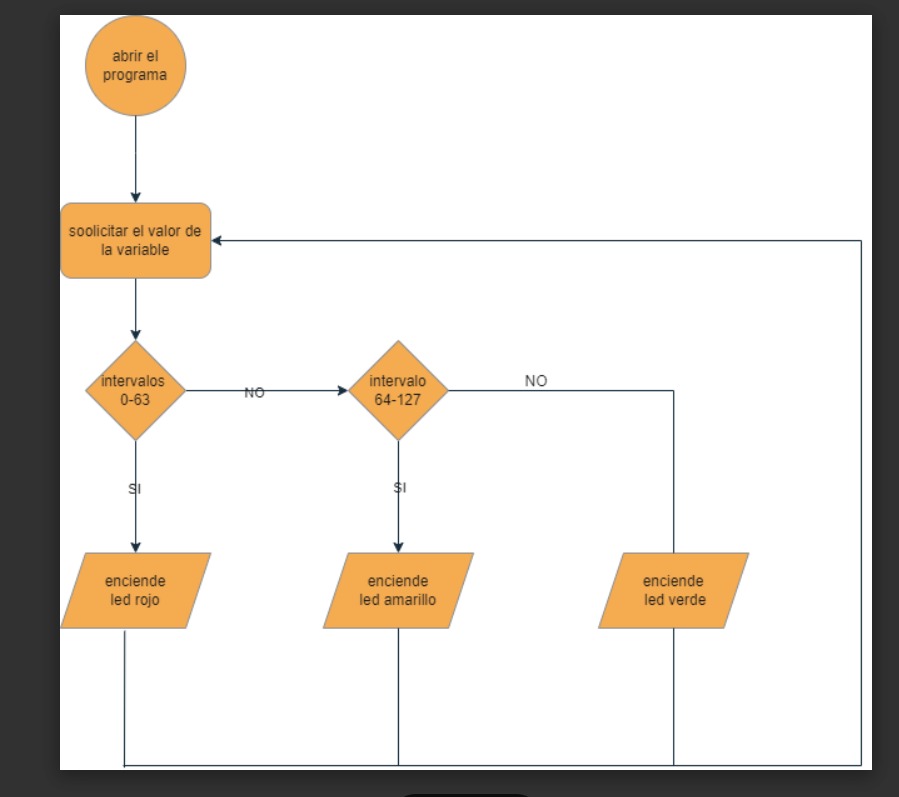 abrir el
programa
soolicitar el valor de
la variable
intervalos
0-63
NO
intervalo
64-127
NO
SI
SI
enciende
led rojo
enciende
led amarillo
enciende
led verde